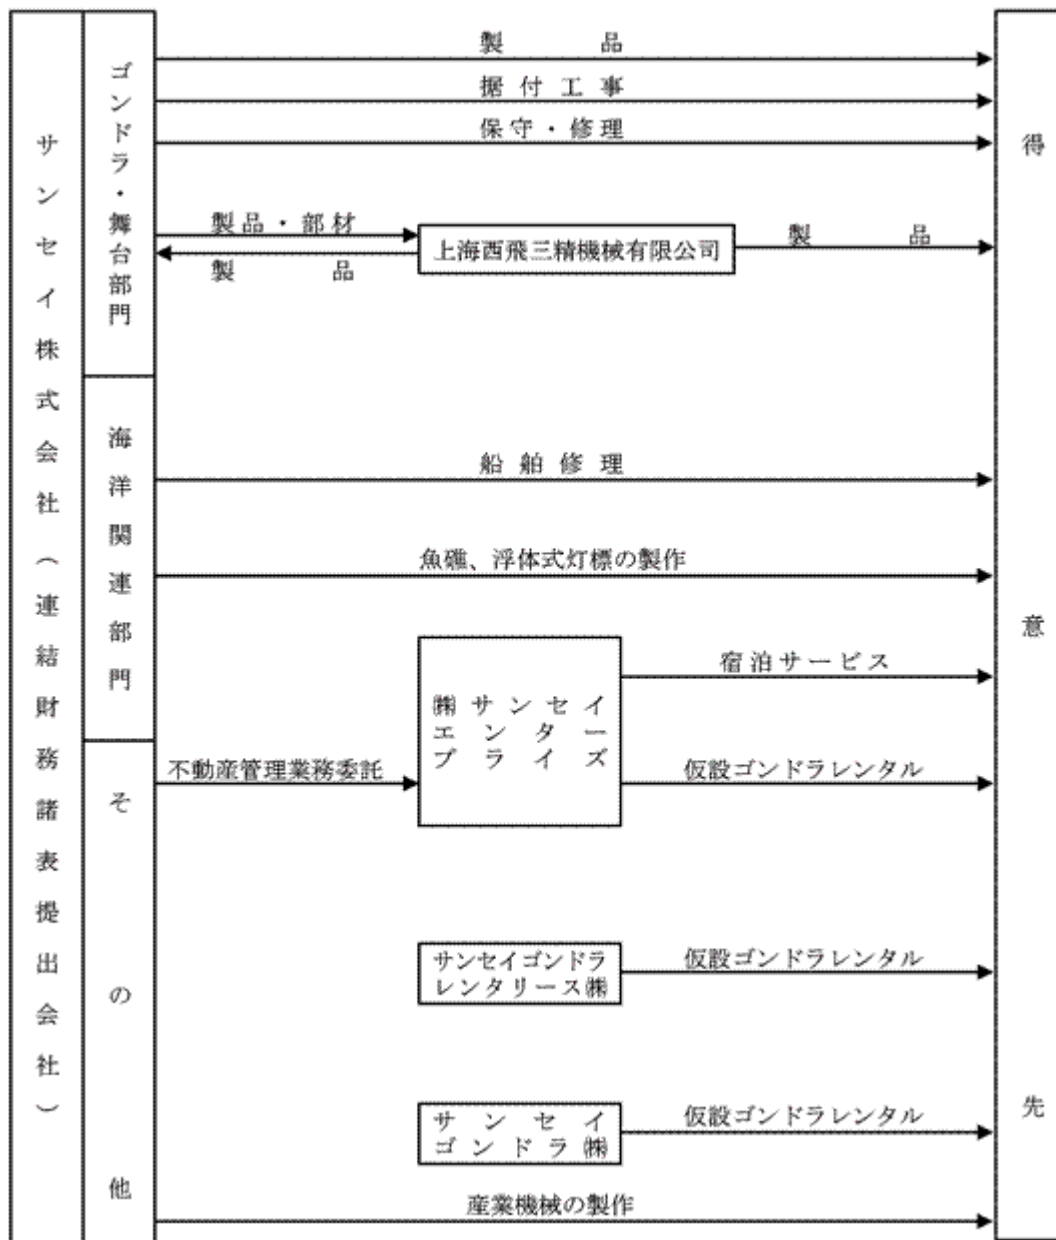 サンセイ株式会社（連結財務諸表提出会社）
ゴンドラ・舞台部門
製品
据付工事
保守・修理
製品・部材
製品
上海西飛三精機械有限公司
製品
海洋関連部門
船舶修理
魚礁、浮体式灯標の製作
その他
不動産管理業務委託
㈱サンセイ
エンター
プライズ
宿泊サービス
仮設ゴンドラレンタル
サンセイゴンドラ
レンタリース㈱
仮設ゴンドラレンタル
サンセイ
ゴンドラ㈱
仮設ゴンドラレンタル
産業機械の製作
得意先